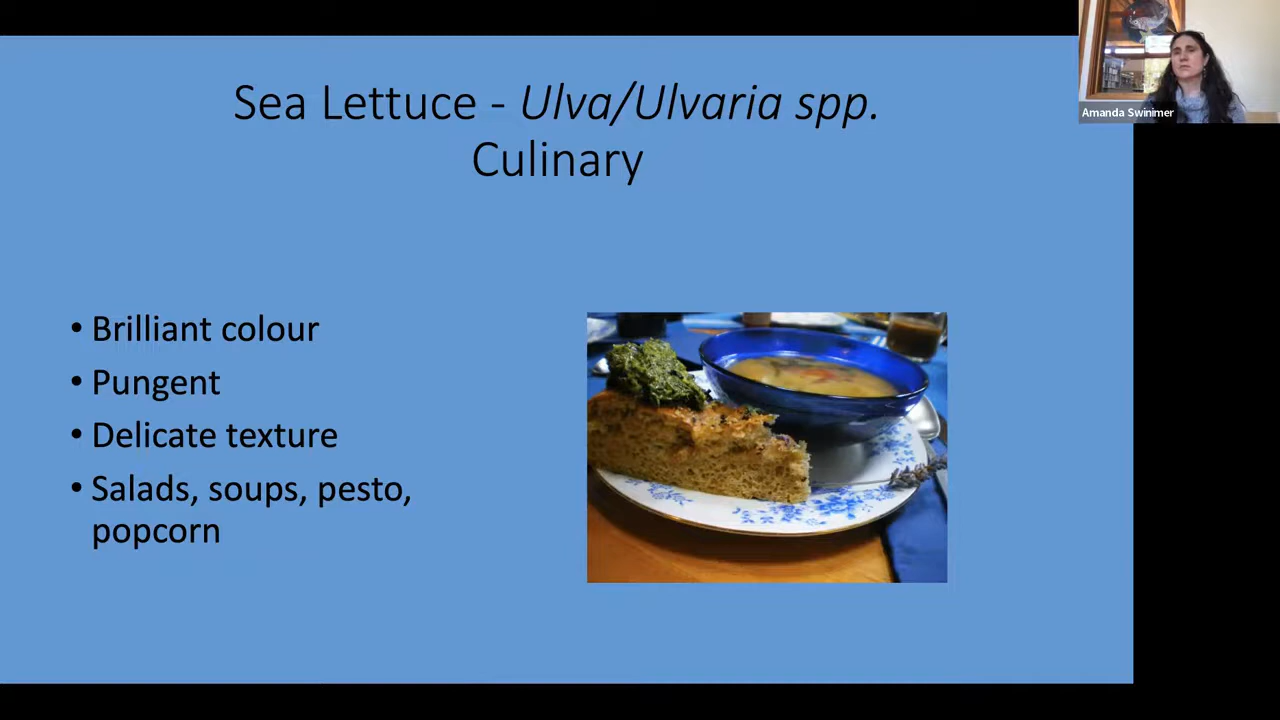 Sea Lettuce - Ulva/Ulvaria spp.
Culinary
• Brilliant colour
• Pungent
• Delicate texture
• Salads, soups, pesto,
popcorn
Amanda Swinimer